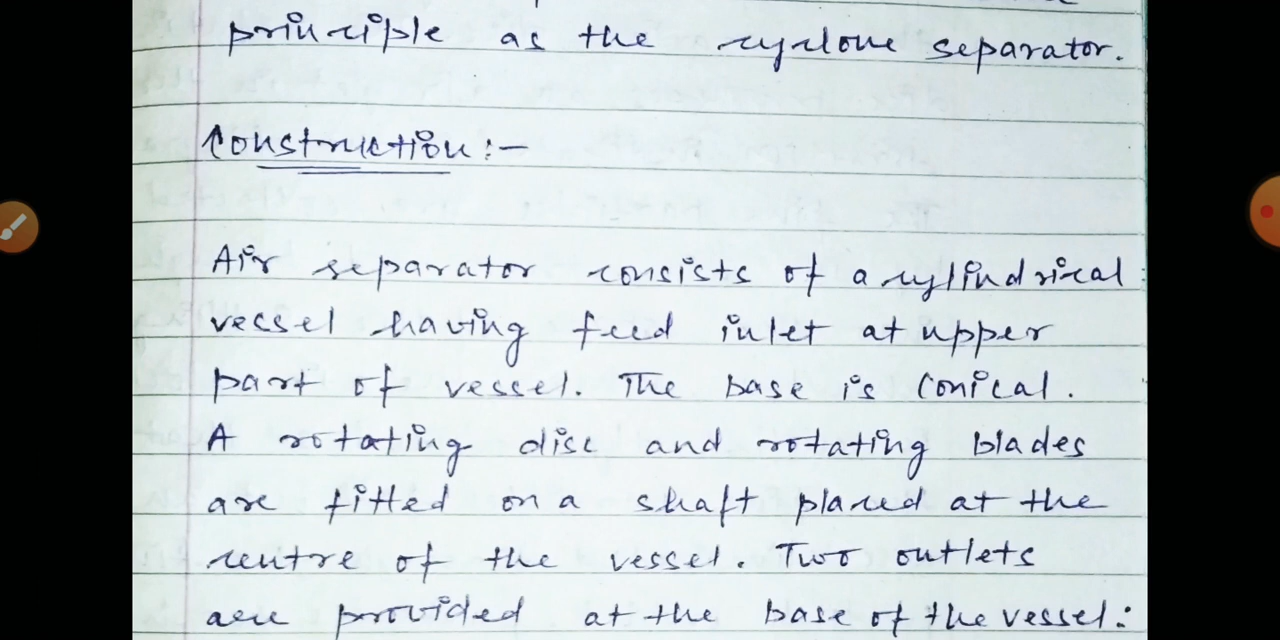 principle as the cyclone separator.
Construction :-
Air separator consists of a cylindrical
vessel having feed inlet at upper
part of vessel. The base is conical.
A rotating disc and rotating blades
are fitted on a shaft placed at the
centre of the vessel. Two outlets
are provided at the base of the vessel: